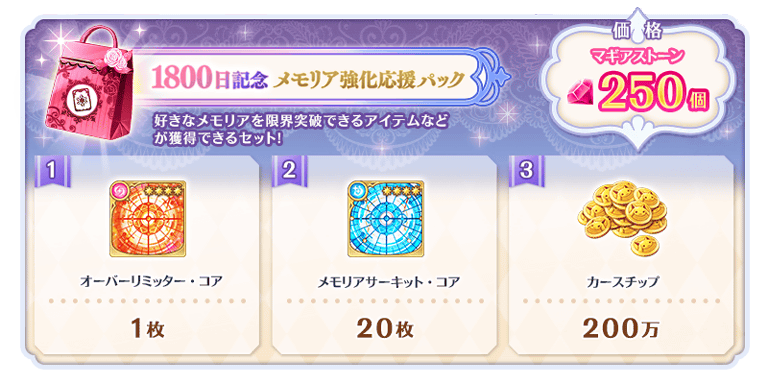 1800日記念 メモリア強化応援パック
好きなメモリアを限界突破できるアイテムなど
が獲得できるセット!
価格
マギアストーン
250個
1
オーバーリミッター・コア
1枚
2
メモリアサーキット・コア
20枚
3
カースチップ
200万